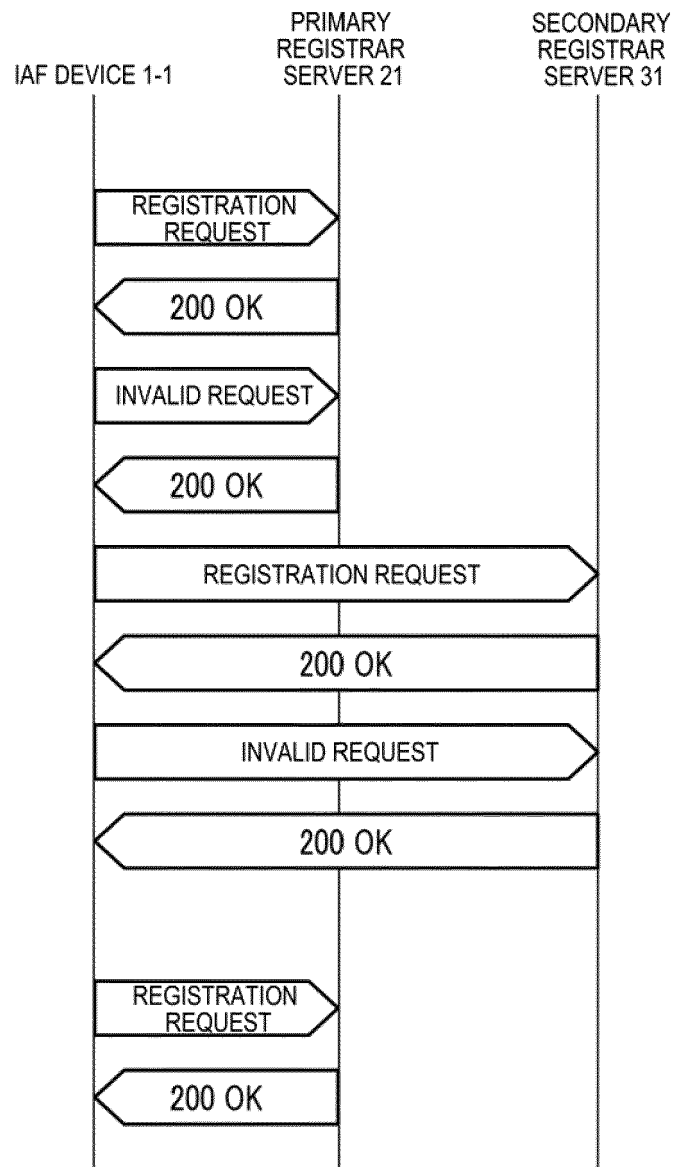 IAF DEVICE 1-1
PRIMARY
REGISTRAR
SERVER 21
SECONDARY
REGISTRAR
SERVER 31
REGISTRATION
REQUEST
200 OK
INVALID REQUEST
200 OK
REGISTRATION REQUEST
200 OK
INVALID REQUEST
200 OK
REGISTRATION
REQUEST
200 OK